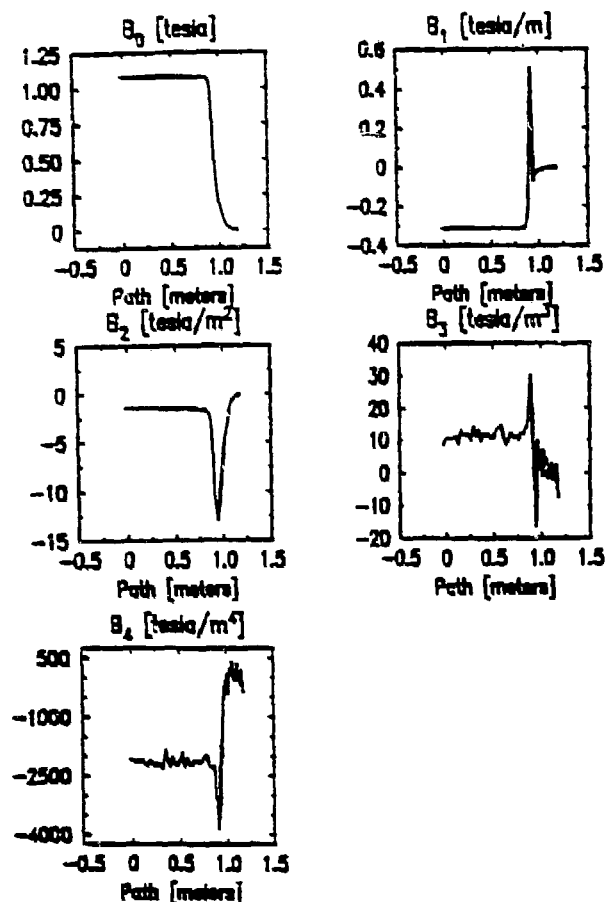 B₀ [tesla]
1.25
1.00
0.75
0.50
0.25
0
−0.5 0 0.5 1.0 1.5
Path [meters]
B₁ [tesla/m]
0.6
0.4
0.2
0
−0.2
−0.4
−0.5 0 0.5 1.0 1.5
Path [meters]
B₂ [tesla/m²]
5
0
−5
−10
−15
−0.5 0 0.5 1.0 1.5
Path [meters]
B₃ [tesla/m³]
40
30
20
10
0
−10
−20
−0.5 0 0.5 1.0 1.5
Path [meters]
B₄ [tesla/m⁴]
500
−1000
−2500
−4000
−0.5 0 0.5 1.0 1.5
Path [meters]